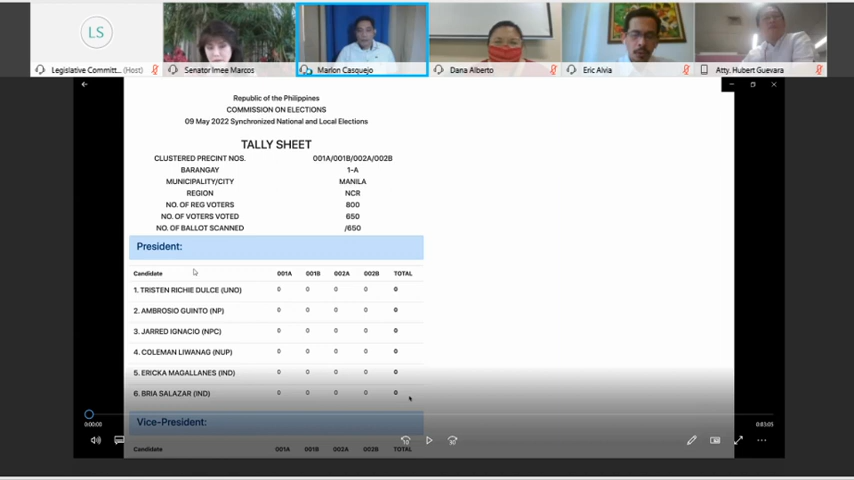 LS
Legislative Committ... (Host)
Senator Imee Marcos
Marlon Casquejo
Dana Alberto
Eric Alvia
Atty. Hubert Guevara
Republic of the Philippines
COMMISSION ON ELECTIONS
09 May 2022 Synchronized National and Local Elections
TALLY SHEET
CLUSTERED PRECINT NOS. 001A/001B/002A/002B
BARANGAY 1-A
MUNICIPALITY/CITY MANILA
REGION NCR
NO. OF REG VOTERS 800
NO. OF VOTERS VOTED 650
NO. OF BALLOT SCANNED /650
President:
Candidate 001A 001B 002A 002B TOTAL
1. TRISTEN RICHIE DULCE (UNO) 0 0 0 0 0
2. AMBROSIO GUINTO (NP) 0 0 0 0 0
3. JARRED IGNACIO (NPC) 0 0 0 0 0
4. COLEMAN LIWANAG (NUP) 0 0 0 0 0
5. ERICKA MAGALLANES (IND) 0 0 0 0 0
6. BRIA SALAZAR (IND) 0 0 0 0 0
Vice-President:
0:00:00 0:03:05
10 30
Candidate 001A 001B 002A 002B TOTAL